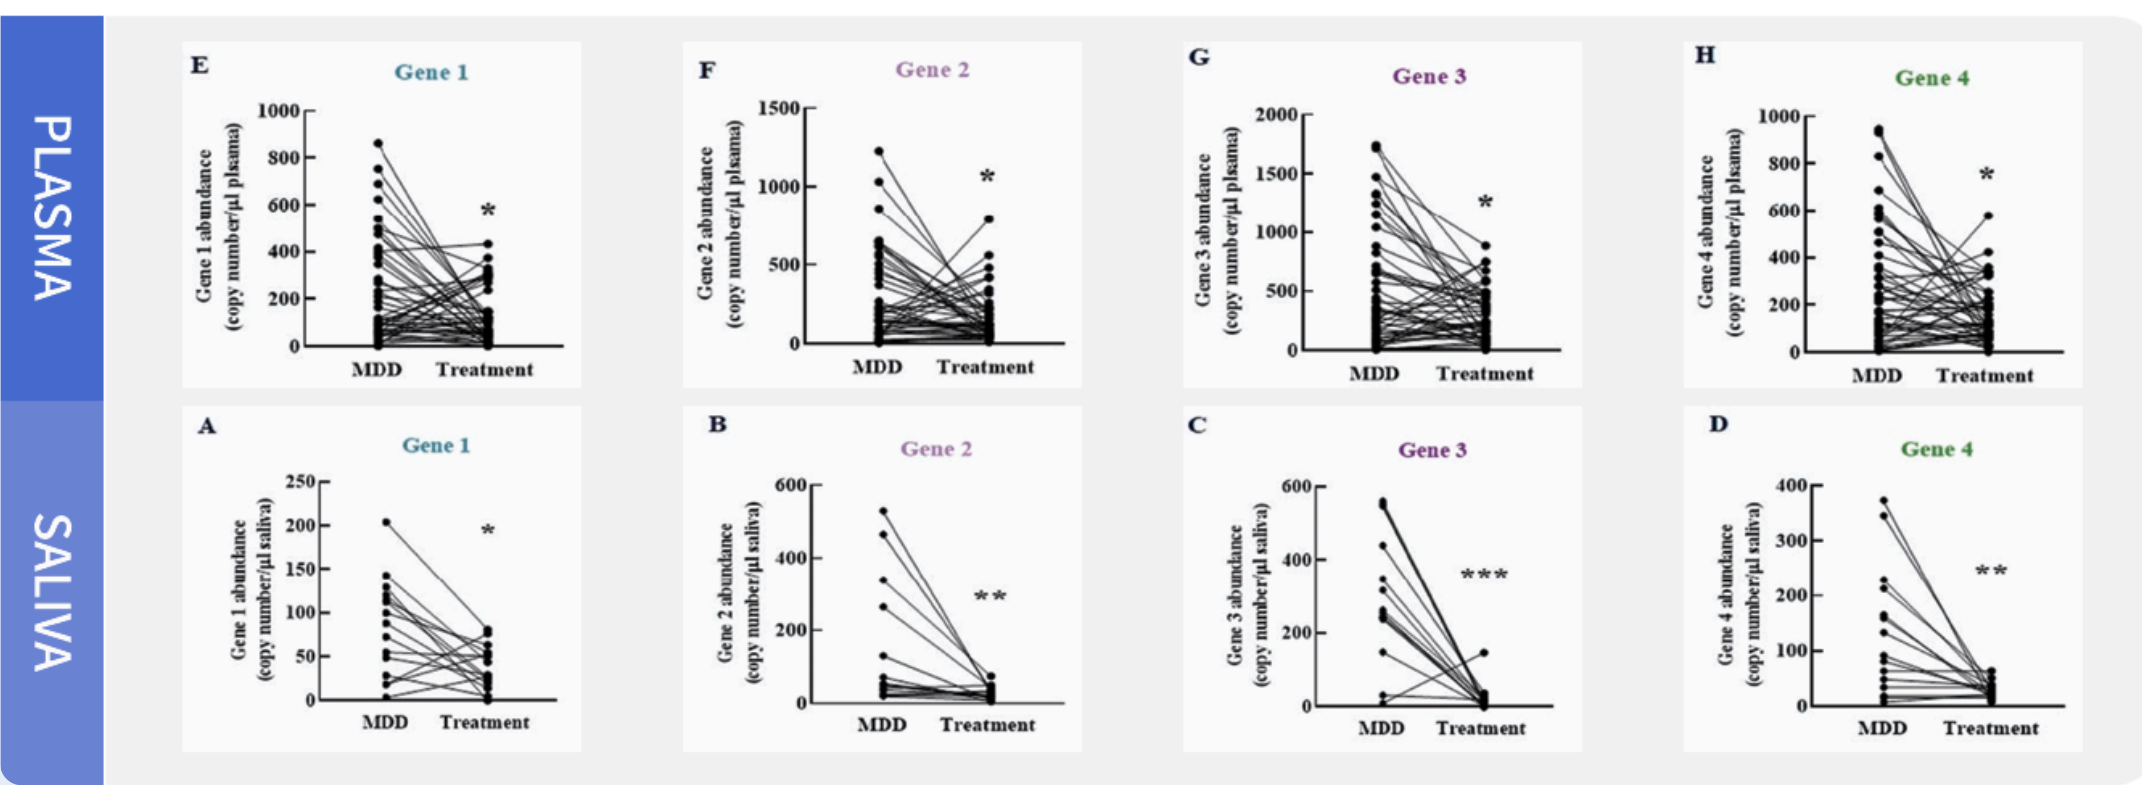 PLASMA
E
Gene 1
Gene 1 abundance
(copy number/µl plsama)
1000
800
600
400
200
0
*
MDD Treatment
F
Gene 2
Gene 2 abundance
(copy number/µl plsama)
1500
1000
500
0
*
MDD Treatment
G
Gene 3
Gene 3 abundance
(copy number/µl plsama)
2000
1500
1000
500
0
*
MDD Treatment
H
Gene 4
Gene 4 abundance
(copy number/µl plsama)
1000
800
600
400
200
0
*
MDD Treatment
SALIVA
A
Gene 1
Gene 1 abundance
(copy number/µl saliva)
250
200
150
100
50
0
*
MDD Treatment
B
Gene 2
Gene 2 abundance
(copy number/µl saliva)
600
400
200
0
**
MDD Treatment
C
Gene 3
Gene 3 abundance
(copy number/µl saliva)
600
400
200
0
***
MDD Treatment
D
Gene 4
Gene 4 abundance
(copy number/µl saliva)
400
300
200
100
0
**
MDD Treatment